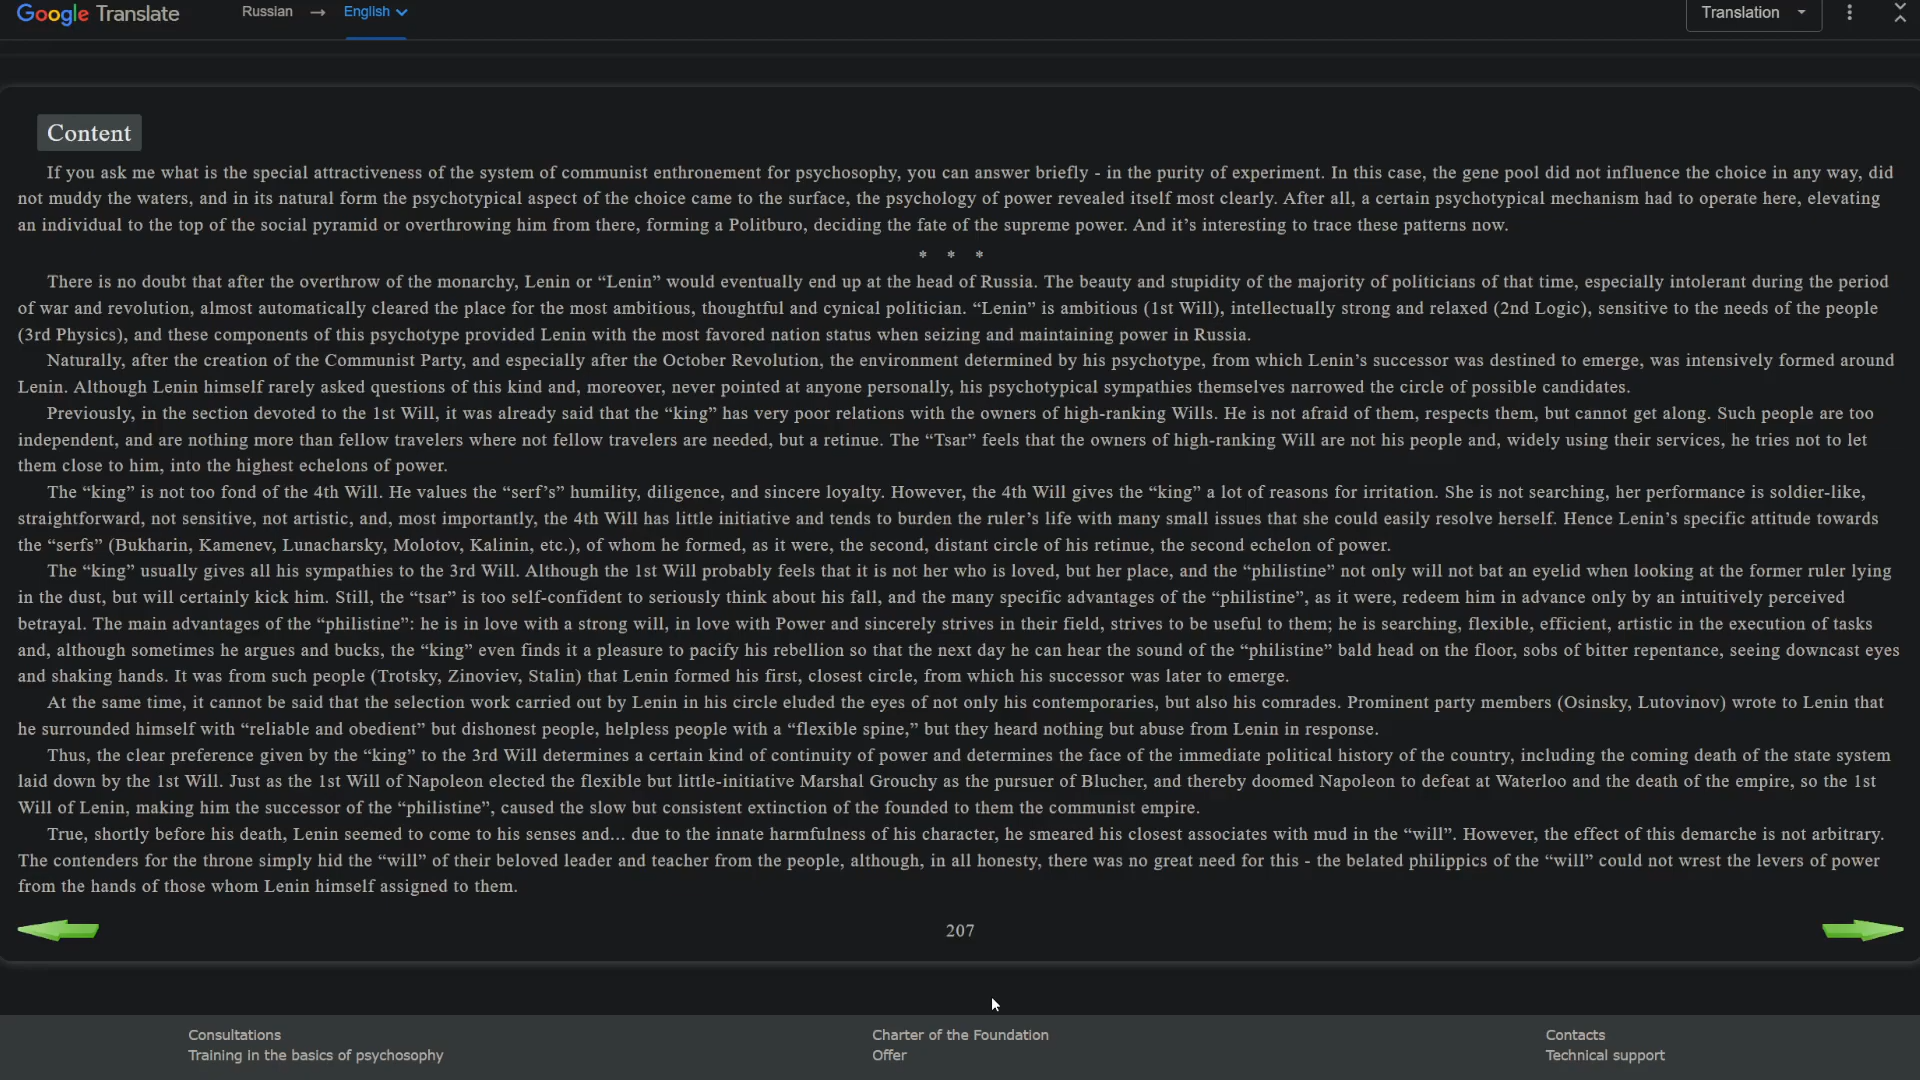 Google Translate
Russian → English
Translation
Content
If you ask me what is the special attractiveness of the system of communist enthronement for psychosophy, you can answer briefly - in the purity of experiment. In this case, the gene pool did not influence the choice in any way, did
not muddy the waters, and in its natural form the psychotypical aspect of the choice came to the surface, the psychology of power revealed itself most clearly. After all, a certain psychotypical mechanism had to operate here, elevating
an individual to the top of the social pyramid or overthrowing him from there, forming a Politburo, deciding the fate of the supreme power. And it's interesting to trace these patterns now.
* * *
There is no doubt that after the overthrow of the monarchy, Lenin or “Lenin” would eventually end up at the head of Russia. The beauty and stupidity of the majority of politicians of that time, especially intolerant during the period
of war and revolution, almost automatically cleared the place for the most ambitious, thoughtful and cynical politician. “Lenin” is ambitious (1st Will), intellectually strong and relaxed (2nd Logic), sensitive to the needs of the people
(3rd Physics), and these components of this psychotype provided Lenin with the most favored nation status when seizing and maintaining power in Russia.
Naturally, after the creation of the Communist Party, and especially after the October Revolution, the environment determined by his psychotype, from which Lenin's successor was destined to emerge, was intensively formed around
Lenin. Although Lenin himself rarely asked questions of this kind and, moreover, never pointed at anyone personally, his psychotypical sympathies themselves narrowed the circle of possible candidates.
Previously, in the section devoted to the 1st Will, it was already said that the “king” has very poor relations with the owners of high-ranking Wills. He is not afraid of them, respects them, but cannot get along. Such people are too
independent, and are nothing more than fellow travelers where not fellow travelers are needed, but a retinue. The “Tsar” feels that the owners of high-ranking Will are not his people and, widely using their services, he tries not to let
them close to him, into the highest echelons of power.
The “king” is not too fond of the 4th Will. He values the “serf's” humility, diligence, and sincere loyalty. However, the 4th Will gives the “king” a lot of reasons for irritation. She is not searching, her performance is soldier-like,
straightforward, not sensitive, not artistic, and, most importantly, the 4th Will has little initiative and tends to burden the ruler's life with many small issues that she could easily resolve herself. Hence Lenin's specific attitude towards
the “serfs” (Bukharin, Kamenev, Lunacharsky, Molotov, Kalinin, etc.), of whom he formed, as it were, the second, distant circle of his retinue, the second echelon of power.
The “king” usually gives all his sympathies to the 3rd Will. Although the 1st Will probably feels that it is not her who is loved, but her place, and the “philistine” not only will not bat an eyelid when looking at the former ruler lying
in the dust, but will certainly kick him. Still, the “tsar” is too self-confident to seriously think about his fall, and the many specific advantages of the “philistine”, as it were, redeem him in advance only by an intuitively perceived
betrayal. The main advantages of the “philistine”: he is in love with a strong will, in love with Power and sincerely strives in their field, strives to be useful to them; he is searching, flexible, efficient, artistic in the execution of tasks
and, although sometimes he argues and bucks, the “king” even finds it a pleasure to pacify his rebellion so that the next day he can hear the sound of the “philistine” bald head on the floor, sobs of bitter repentance, seeing downcast eyes
and shaking hands. It was from such people (Trotsky, Zinoviev, Stalin) that Lenin formed his first, closest circle, from which his successor was later to emerge.
At the same time, it cannot be said that the selection work carried out by Lenin in his circle eluded the eyes of not only his contemporaries, but also his comrades. Prominent party members (Osinsky, Lutovinov) wrote to Lenin that
he surrounded himself with “reliable and obedient” but dishonest people, helpless people with a “flexible spine,” but they heard nothing but abuse from Lenin in response.
Thus, the clear preference given by the “king” to the 3rd Will determines a certain kind of continuity of power and determines the face of the immediate political history of the country, including the coming death of the state system
laid down by the 1st Will. Just as the 1st Will of Napoleon elected the flexible but little-initiative Marshal Grouchy as the pursuer of Blucher, and thereby doomed Napoleon to defeat at Waterloo and the death of the empire, so the 1st
Will of Lenin, making him the successor of the “philistine”, caused the slow but consistent extinction of the founded to them the communist empire.
True, shortly before his death, Lenin seemed to come to his senses and... due to the innate harmfulness of his character, he smeared his closest associates with mud in the “will”. However, the effect of this demarche is not arbitrary.
The contenders for the throne simply hid the “will” of their beloved leader and teacher from the people, although, in all honesty, there was no great need for this - the belated philippics of the “will” could not wrest the levers of power
from the hands of those whom Lenin himself assigned to them.
207
Consultations
Training in the basics of psychosophy
Charter of the Foundation
Offer
Contacts
Technical support